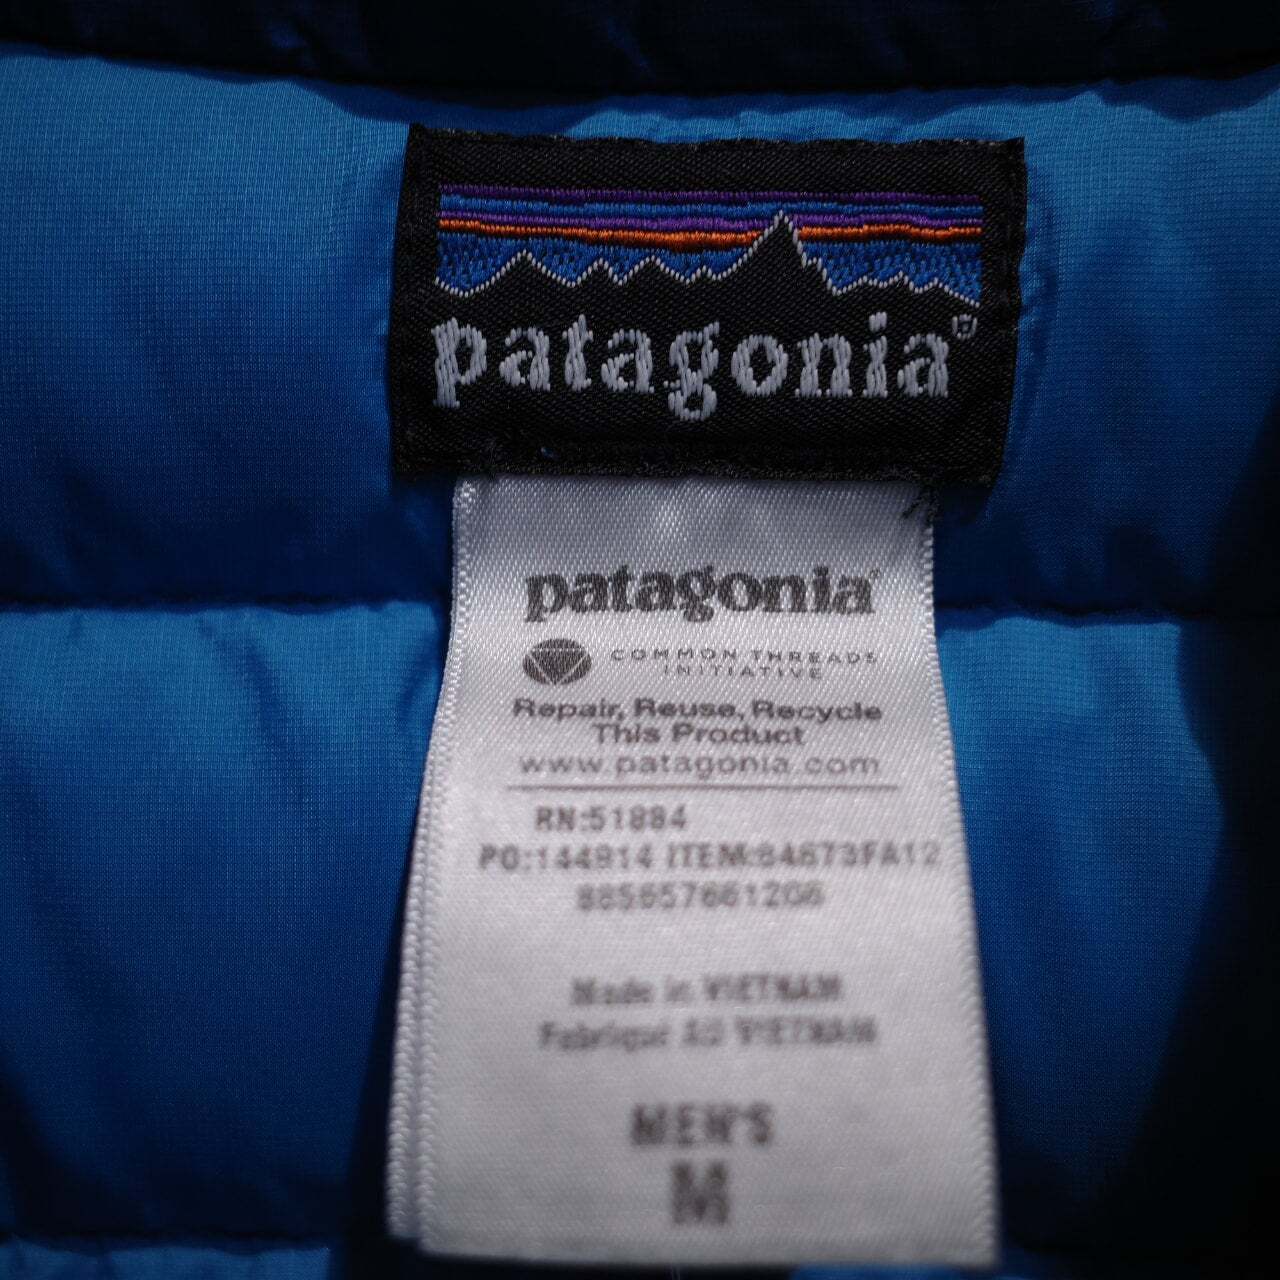 patagonia®
patagonia®
COMMON THREADS
INITIATIVE
Repair, Reuse, Recycle
This Product
www.patagonia.com
RN:51884
PO:144914 ITEM:84673FA12
885657661206
Made in VIETNAM
Fabrique AU VIETNAM
MEN'S
M